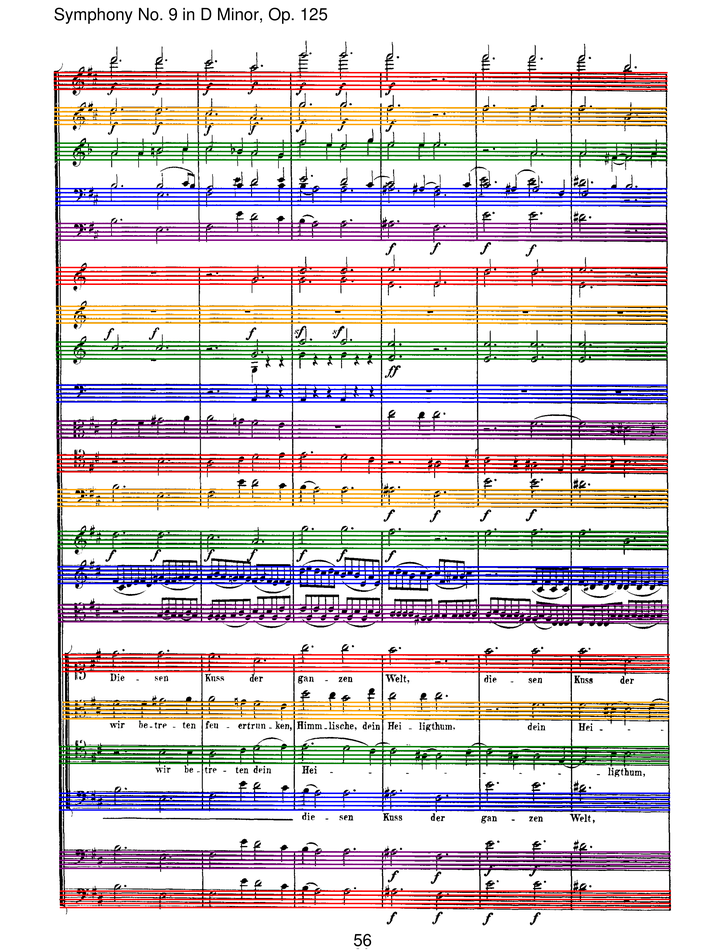 Symphony No. 9 in D Minor, Op. 125
f f f f f f f
f f f f f f f
f f f
f f f sf sf
ff
f f f
f f f f f f f
Die - sen Kuss der gan - zen Welt, die - sen Kuss der
wir be - tre - ten feu - ertrun - ken, Himm - lische, dein Hei - ligthum. dein Hei - - - -
wir be - tre - ten dein Hei - - - - - - - - - ligthum,
die - sen Kuss der gan - zen Welt,
f f f f
f f f f
56